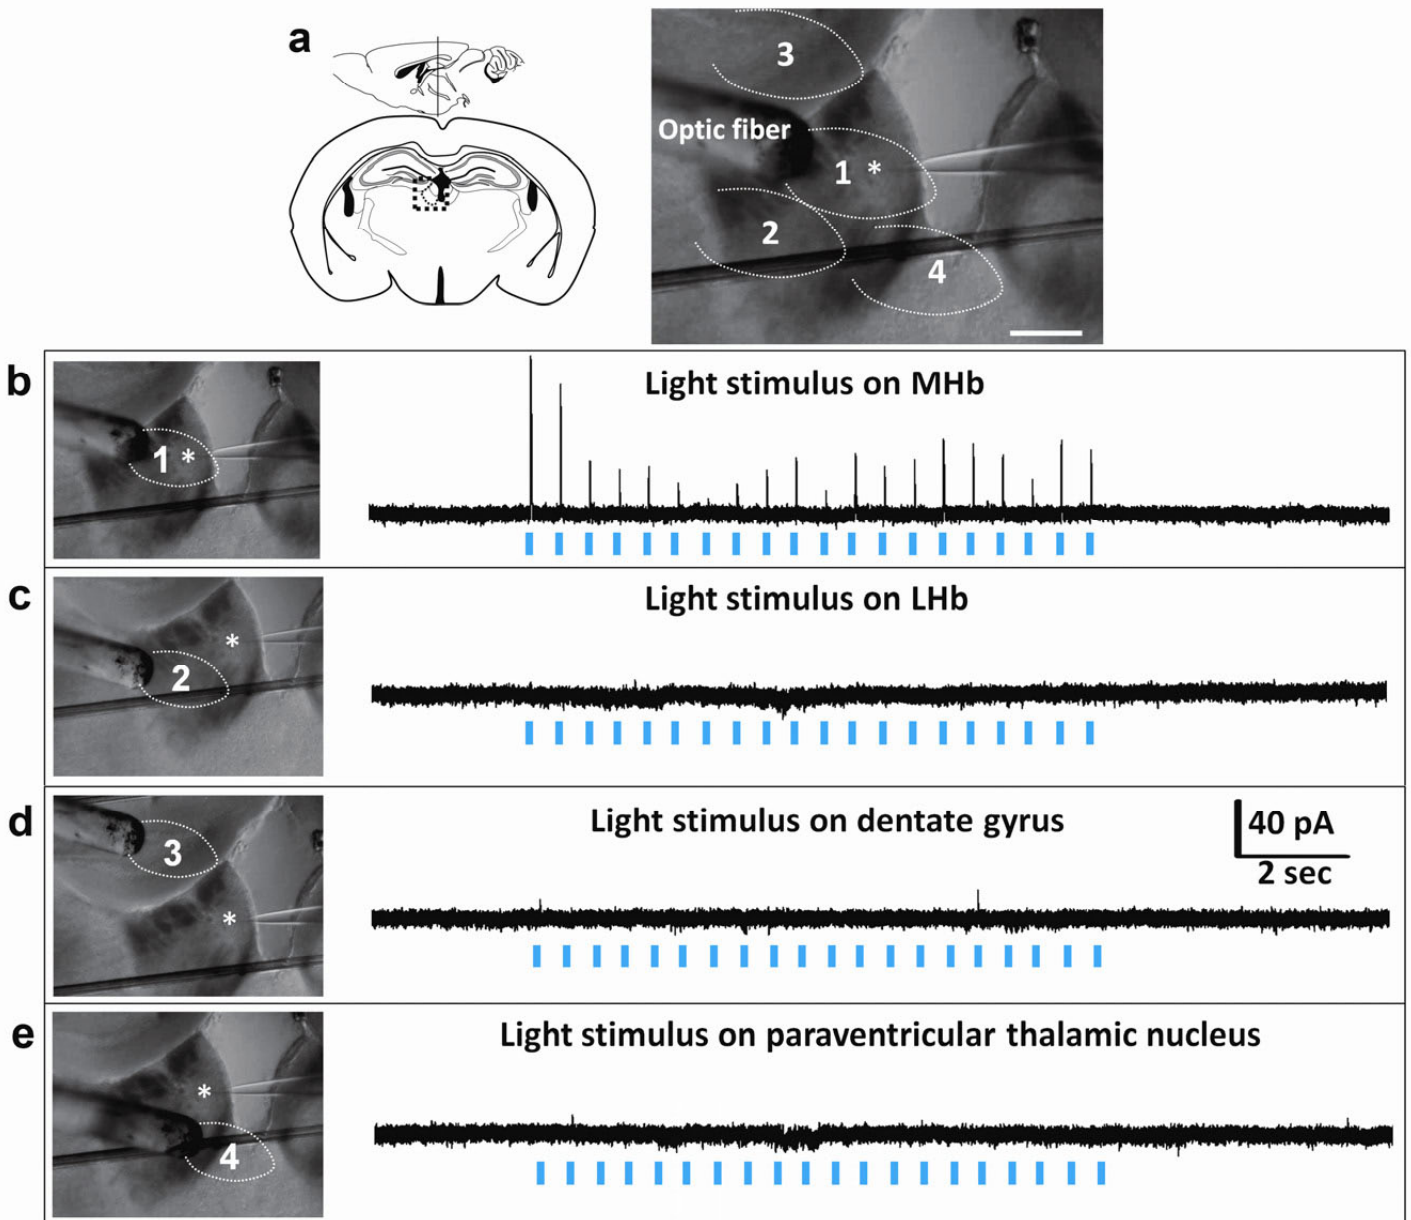 a
3
Optic fiber
1 *
2
4
b
Light stimulus on MHb
1 *
c
Light stimulus on LHb
*
2
d
Light stimulus on dentate gyrus
40 pA
2 sec
3
*
e
Light stimulus on paraventricular thalamic nucleus
*
4